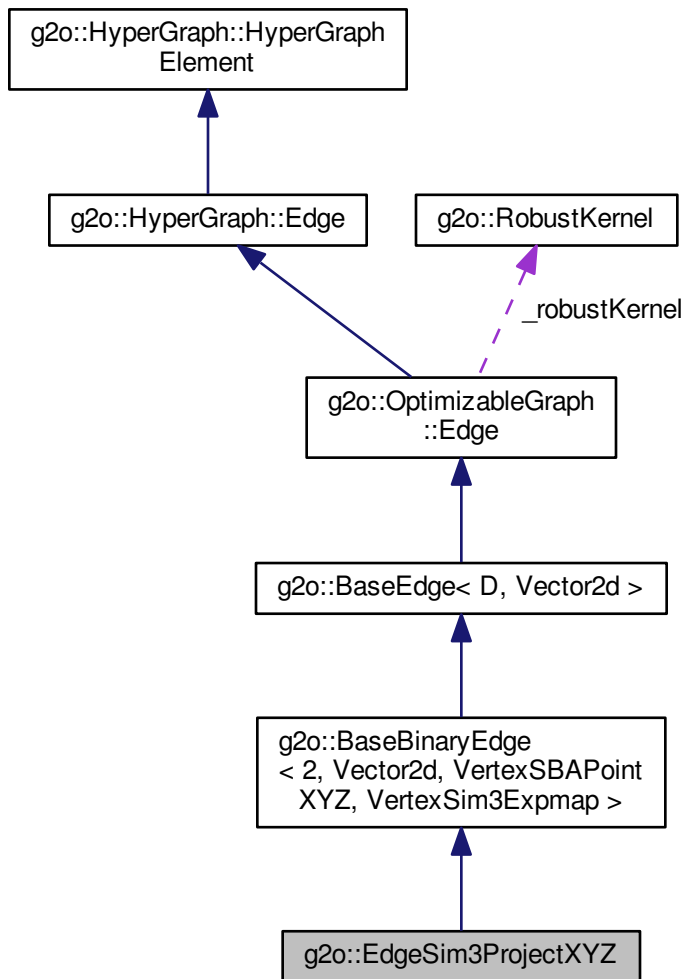 g2o::HyperGraph::HyperGraph
Element
g2o::HyperGraph::Edge
g2o::RobustKernel
_robustKernel
g2o::OptimizableGraph
::Edge
g2o::BaseEdge< D, Vector2d >
g2o::BaseBinaryEdge
< 2, Vector2d, VertexSBAPoint
XYZ, VertexSim3Expmap >
g2o::EdgeSim3ProjectXYZ